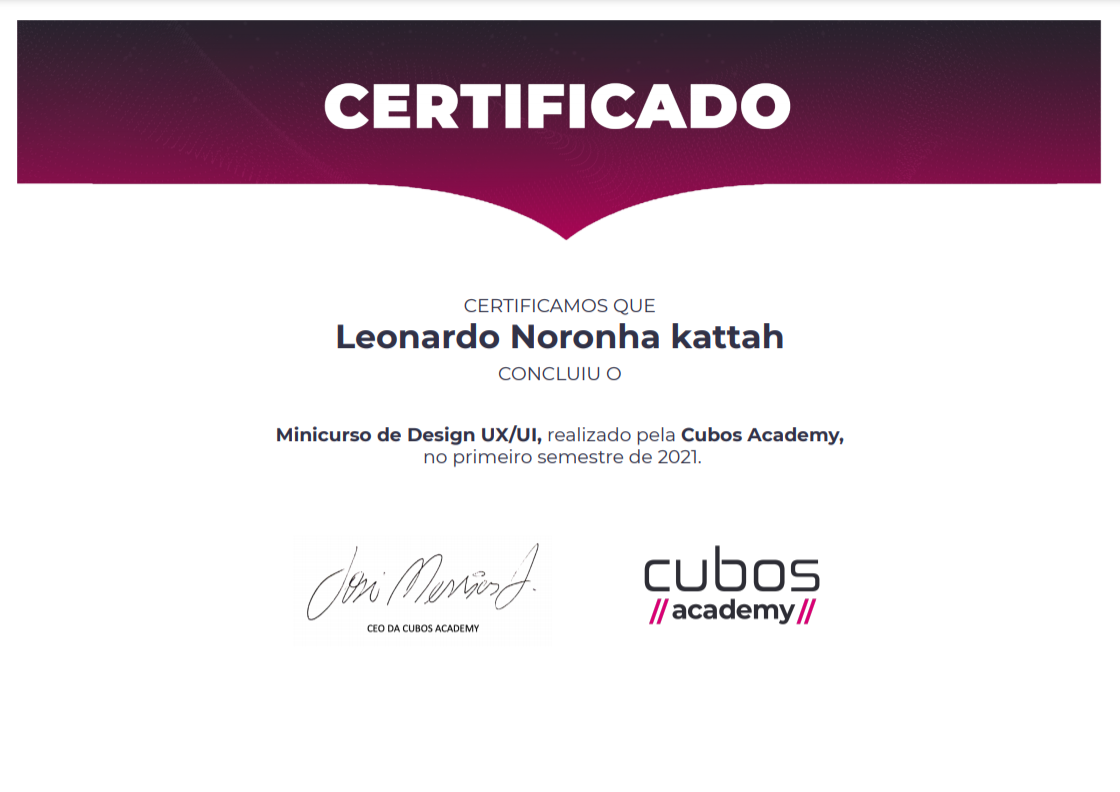 CERTIFICADO
CERTIFICAMOS QUE
Leonardo Noronha kattah
CONCLUIU O
Minicurso de Design UX/UI, realizado pela Cubos Academy,
no primeiro semestre de 2021.
CEO DA CUBOS ACADEMY
cubos
//academy//